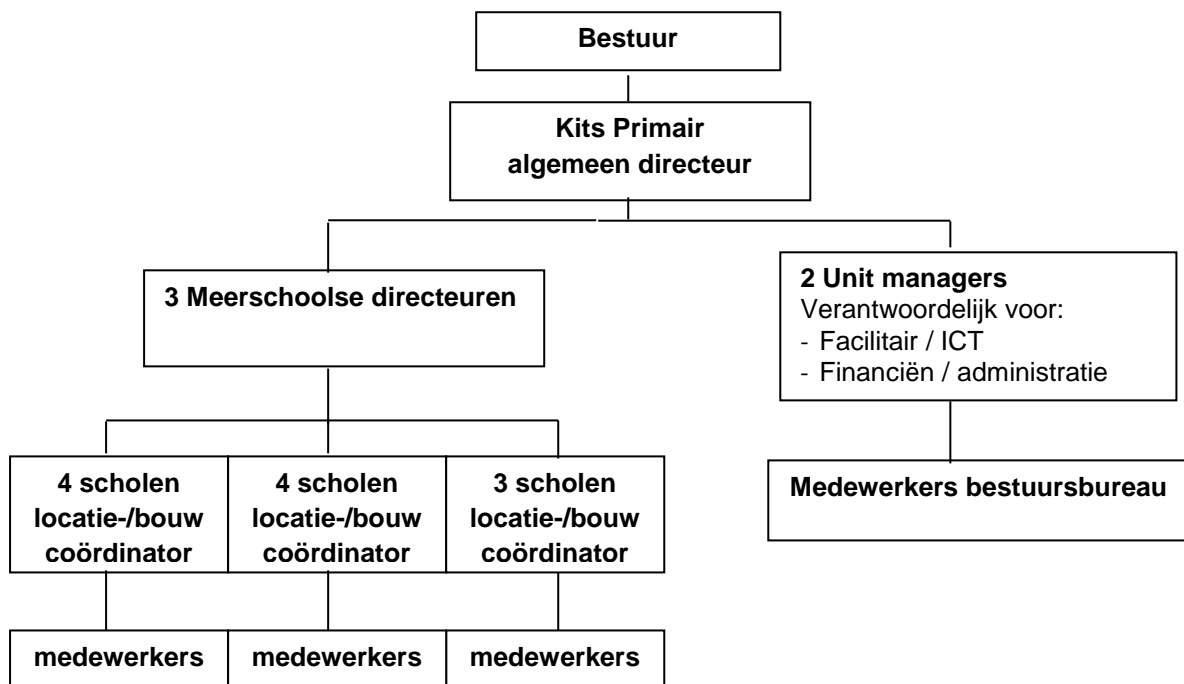 Bestuur
Kits Primair
algemeen directeur
3 Meerschoolse directeuren
2 Unit managers
Verantwoordelijk voor:
- Facilitair / ICT
- Financiën / administratie
4 scholen
locatie-/bouw
coördinator
4 scholen
locatie-/bouw
coördinator
3 scholen
locatie-/bouw
coördinator
Medewerkers bestuursbureau
medewerkers
medewerkers
medewerkers